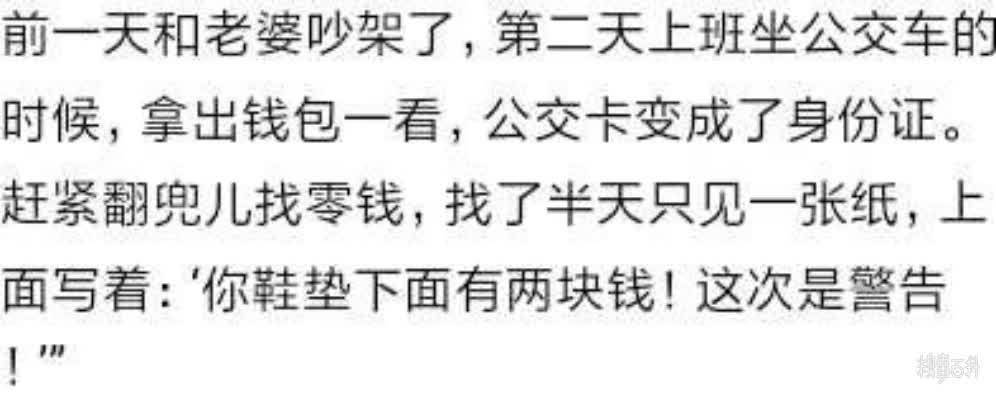 前一天和老婆吵架了，第二天上班坐公交车的
时候，拿出钱包一看，公交卡变成了身份证。
赶紧翻兜儿找零钱，找了半天只见一张纸，上
面写着：‘你鞋垫下面有两块钱！这次是警告
！’”